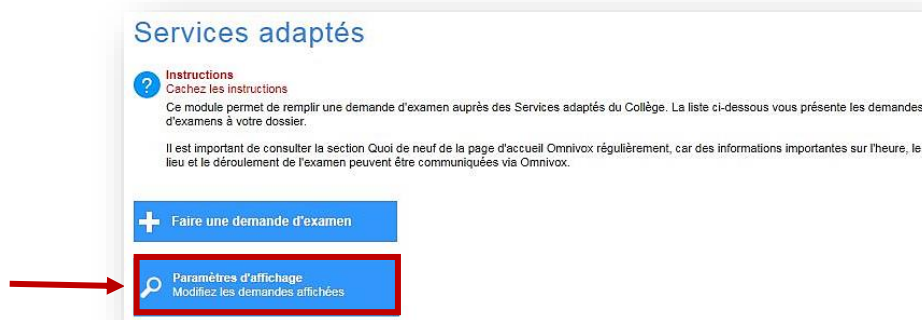 Services adaptés
Instructions
Cachez les instructions
Ce module permet de remplir une demande d'examen auprès des Services adaptés du Collège. La liste ci-dessous vous présente les demandes
d'examens à votre dossier.
Il est important de consulter la section Quoi de neuf de la page d'accueil Omnivox régulièrement, car des informations importantes sur l'heure, le
lieu et le déroulement de l'examen peuvent être communiquées via Omnivox.
Faire une demande d'examen
Paramètres d'affichage
Modifiez les demandes affichées